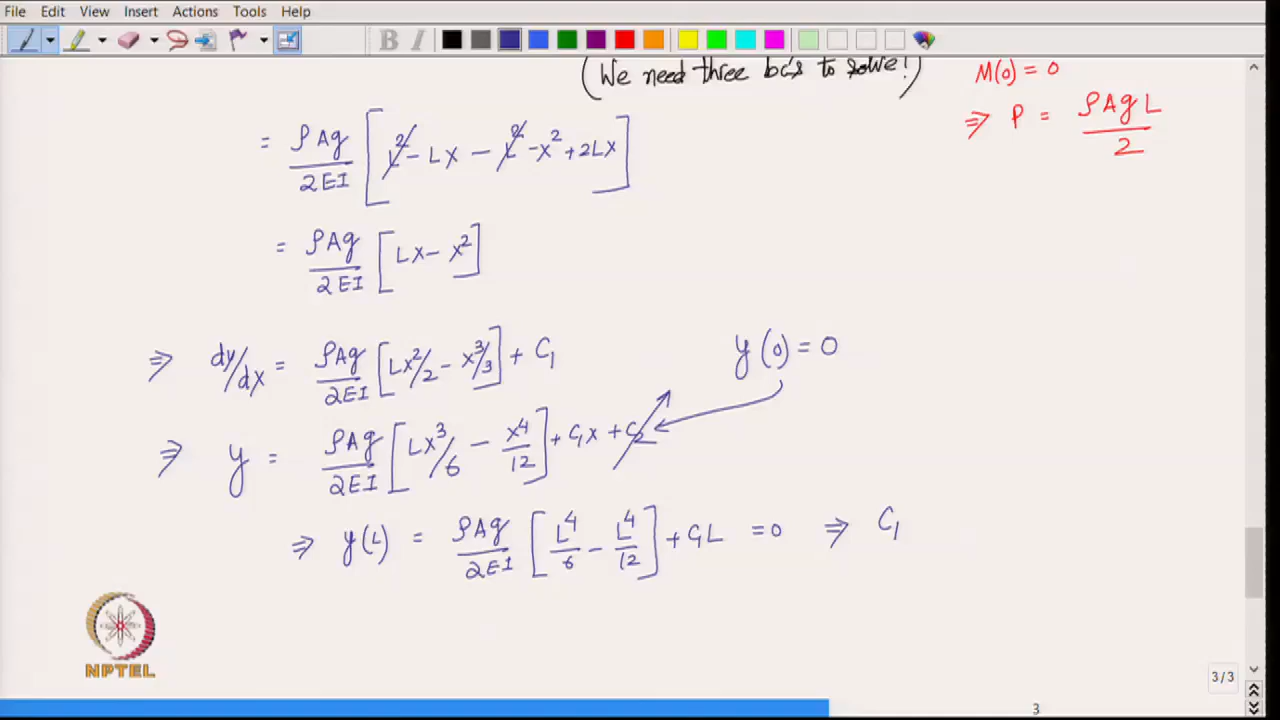 File Edit View Insert Actions Tools Help
B I
(We need three bc's to solve!)
M(0) = 0
⇒ P = ρAgL / 2
= ρAg/2EI [L² - Lx - L² - x² + 2Lx]
= ρAg/2EI [Lx - x²]
⇒ dy/dx = ρAg/2EI [Lx²/2 - x³/3] + C₁
y(0) = 0
⇒ y = ρAg/2EI [Lx³/6 - x⁴/12] + C₁x + C₂
⇒ y(L) = ρAg/2EI [L⁴/6 - L⁴/12] + C₁L = 0 ⇒ C₁
NPTEL
3/3
3